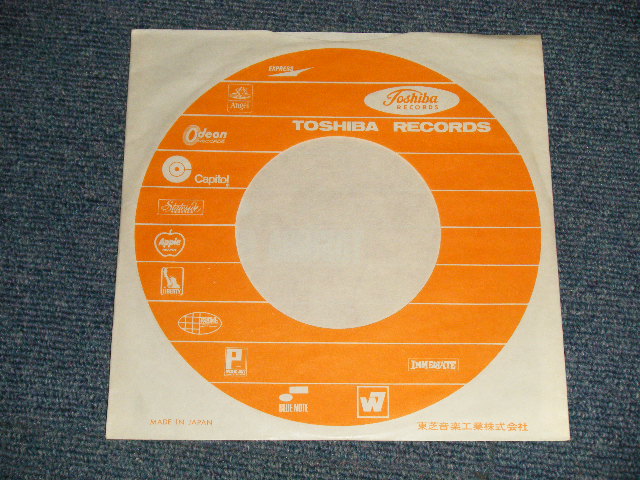 EXPRESS
Angel
Toshiba
RECORDS
TOSHIBA RECORDS
Odeon
RECORDS
Capitol
Stateside
Apple
LIBERTY
IMMEDIATE
BLUE NOTE
MADE IN JAPAN
東芝音楽工業株式会社